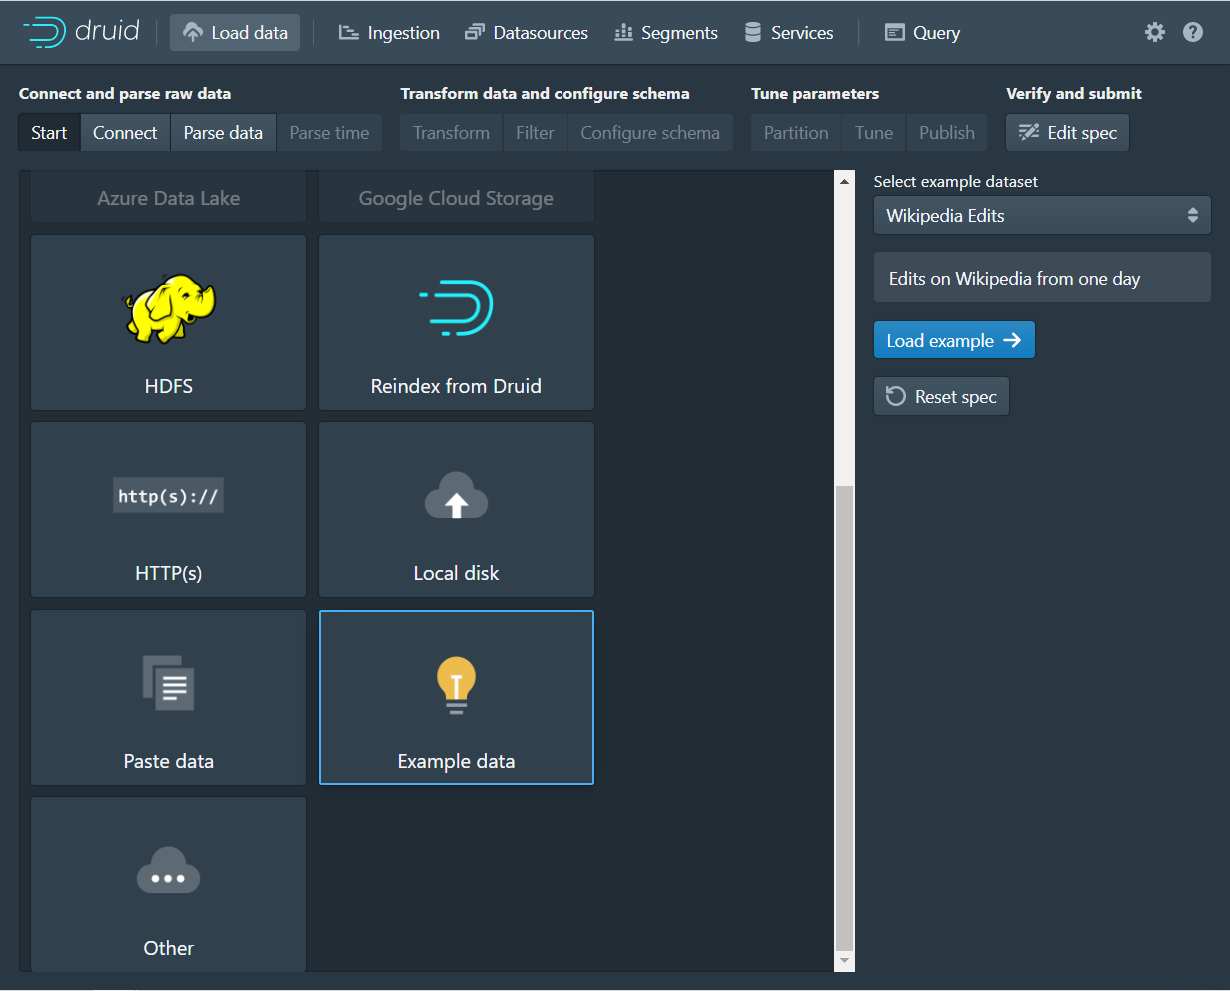 druid
Load data
Ingestion
Datasources
Segments
Services
Query
Connect and parse raw data
Transform data and configure schema
Tune parameters
Verify and submit
Start
Connect
Parse data
Parse time
Transform
Filter
Configure schema
Partition
Tune
Publish
Edit spec
Azure Data Lake
Google Cloud Storage
HDFS
Reindex from Druid
http(s)://
HTTP(s)
Local disk
Paste data
Example data
Other
Select example dataset
Wikipedia Edits
Edits on Wikipedia from one day
Load example
Reset spec